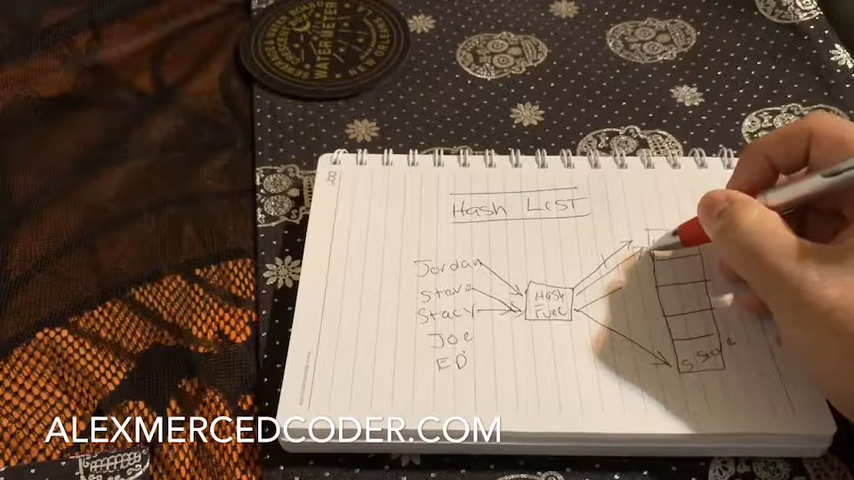 WATER METER
NEW ORLEANS
Hash LIST
Jordan
Steve
Stacy
Joe
ED
HASH
FUNC
ALEXMERCEDCODER.COM